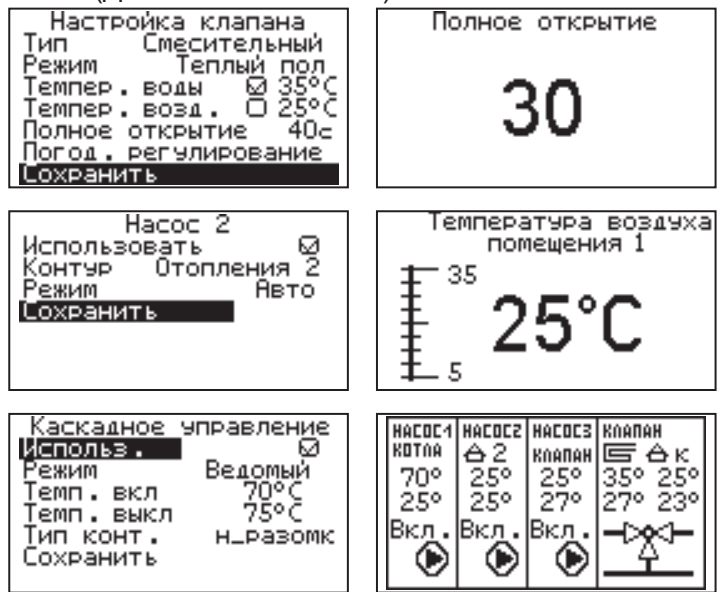 Настройка клапана
Тип Смесительный
Режим Теплый пол
Темпер. воды ☑ 35°C
Темпер. возд. ☐ 25°C
Полное открытие 40с
Погод. регулирование
Сохранить
Полное открытие
30
Насос 2
Использовать ☑
Контур Отопления 2
Режим Авто
Сохранить
Температура воздуха
помещения 1
35
25°C
5
Каскадное управление
Использ. ☑
Режим Ведомый
Темп. вкл 70°C
Темп. выкл 75°C
Тип конт. н_разомк
Сохранить
НАСОС1 НАСОС2 НАСОС3 КЛАПАН
КОТЛА 2 КЛАПАН К
70° 25° 25° 35° 25°
25° 25° 27° 27° 23°
Вкл. Вкл. Вкл.